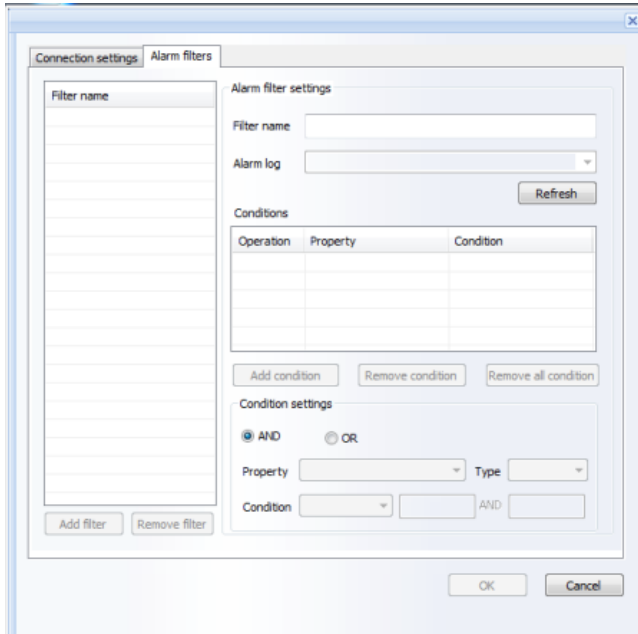 Connection settings Alarm filters
Filter name
Add filter Remove filter
Alarm filter settings
Filter name
Alarm log
Refresh
Conditions
Operation Property Condition
Add condition Remove condition Remove all condition
Condition settings
AND OR
Property Type
Condition AND
OK Cancel